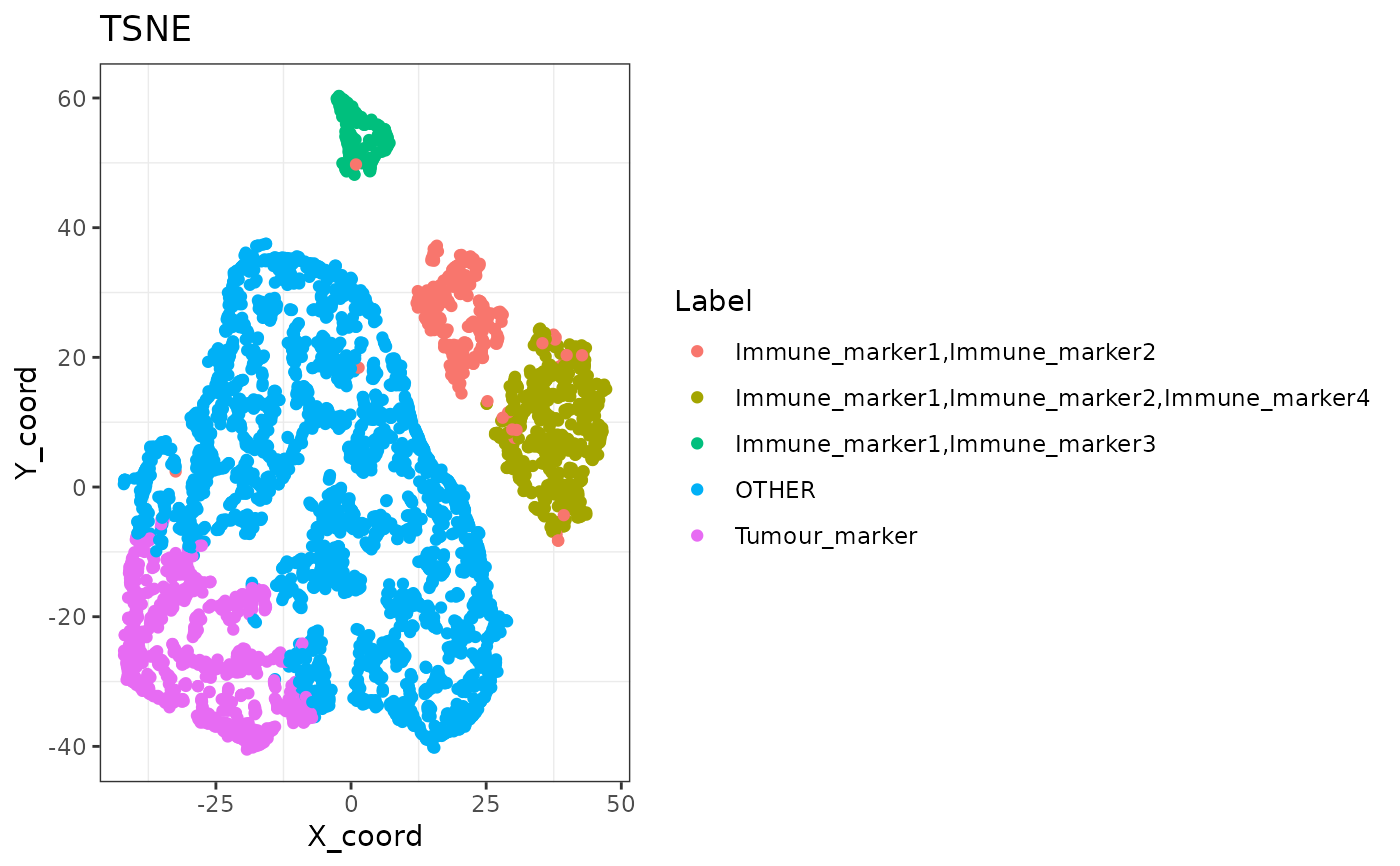 TSNE
60
40
20
0
-20
-40
Y_coord
-25 0 25 50
X_coord
Label
Immune_marker1,Immune_marker2
Immune_marker1,Immune_marker2,Immune_marker4
Immune_marker1,Immune_marker3
OTHER
Tumour_marker